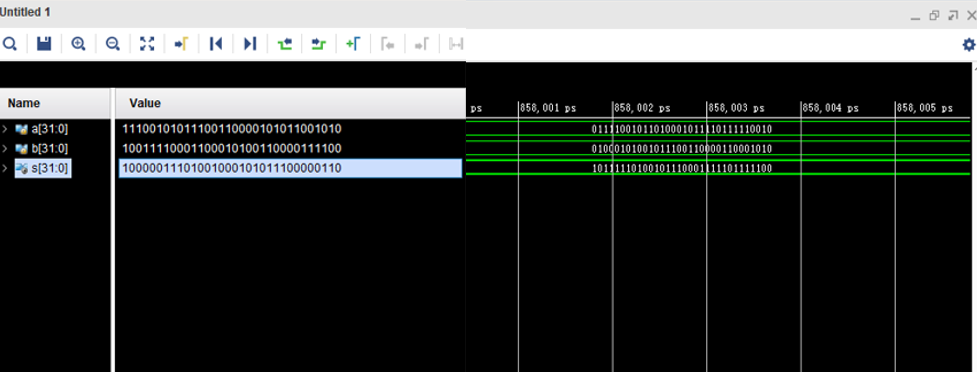 Untitled 1
ps 858,001 ps 858,002 ps 858,003 ps 858,004 ps 858,005 ps
Name Value
a[31:0] 11100101011100110000101011001010 01111001011010001011110111110010
b[31:0] 10011110001100010100110000111100 01000101001011100110000110001010
s[31:0] 10000011101001000101011100000110 10111110100101110001111101111100